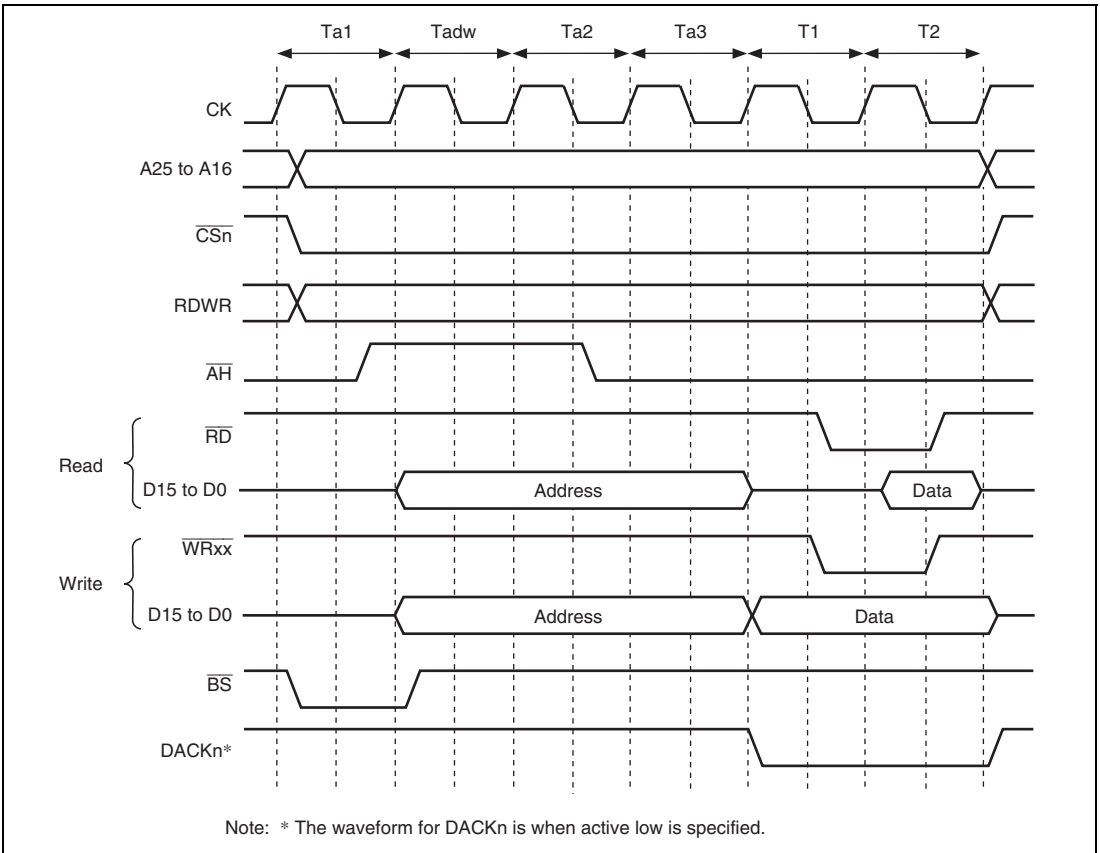 Ta1 Tadw Ta2 Ta3 T1 T2
CK
A25 to A16
CSn
RDWR
AH
RD
Read
D15 to D0 Address Data
WRxx
Write
D15 to D0 Address Data
BS
DACKn*
Note: * The waveform for DACKn is when active low is specified.